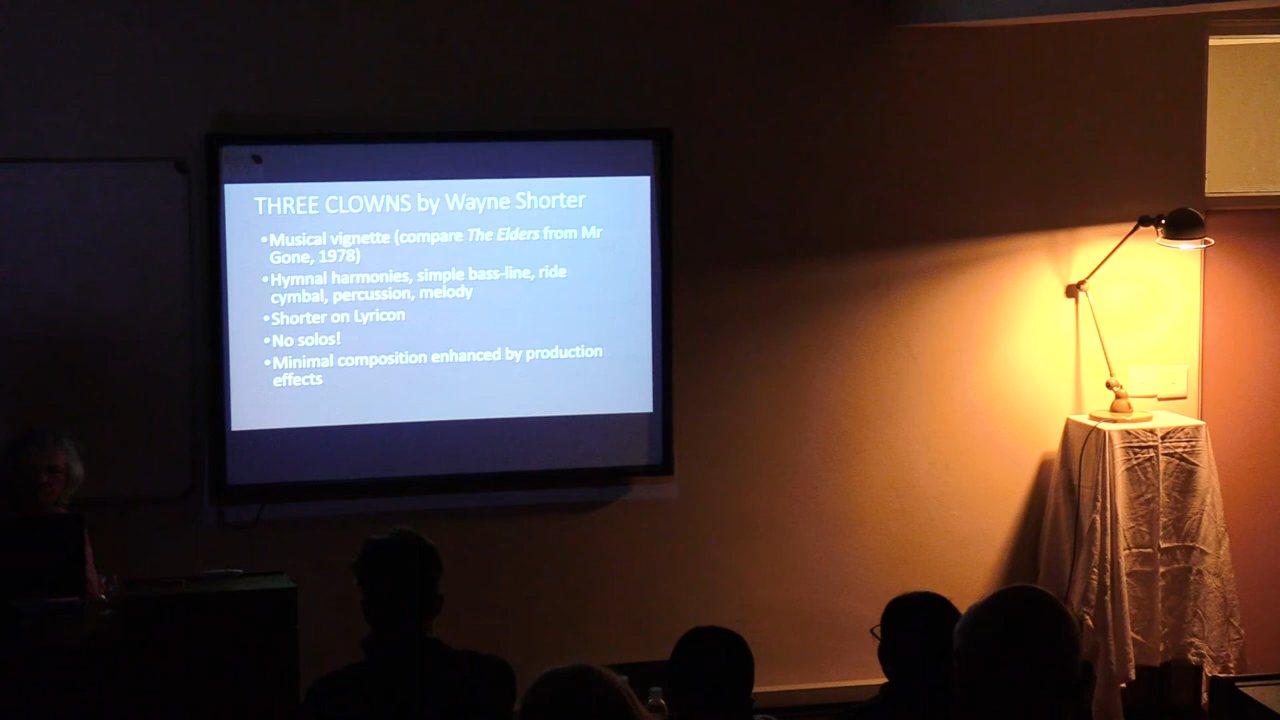 THREE CLOWNS by Wayne Shorter
•Musical vignette (compare The Elders from Mr
Gone, 1978)
•Hymnal harmonies, simple bass-line, ride
cymbal, percussion, melody
•Shorter on Lyricon
•No solos!
•Minimal composition enhanced by production
effects